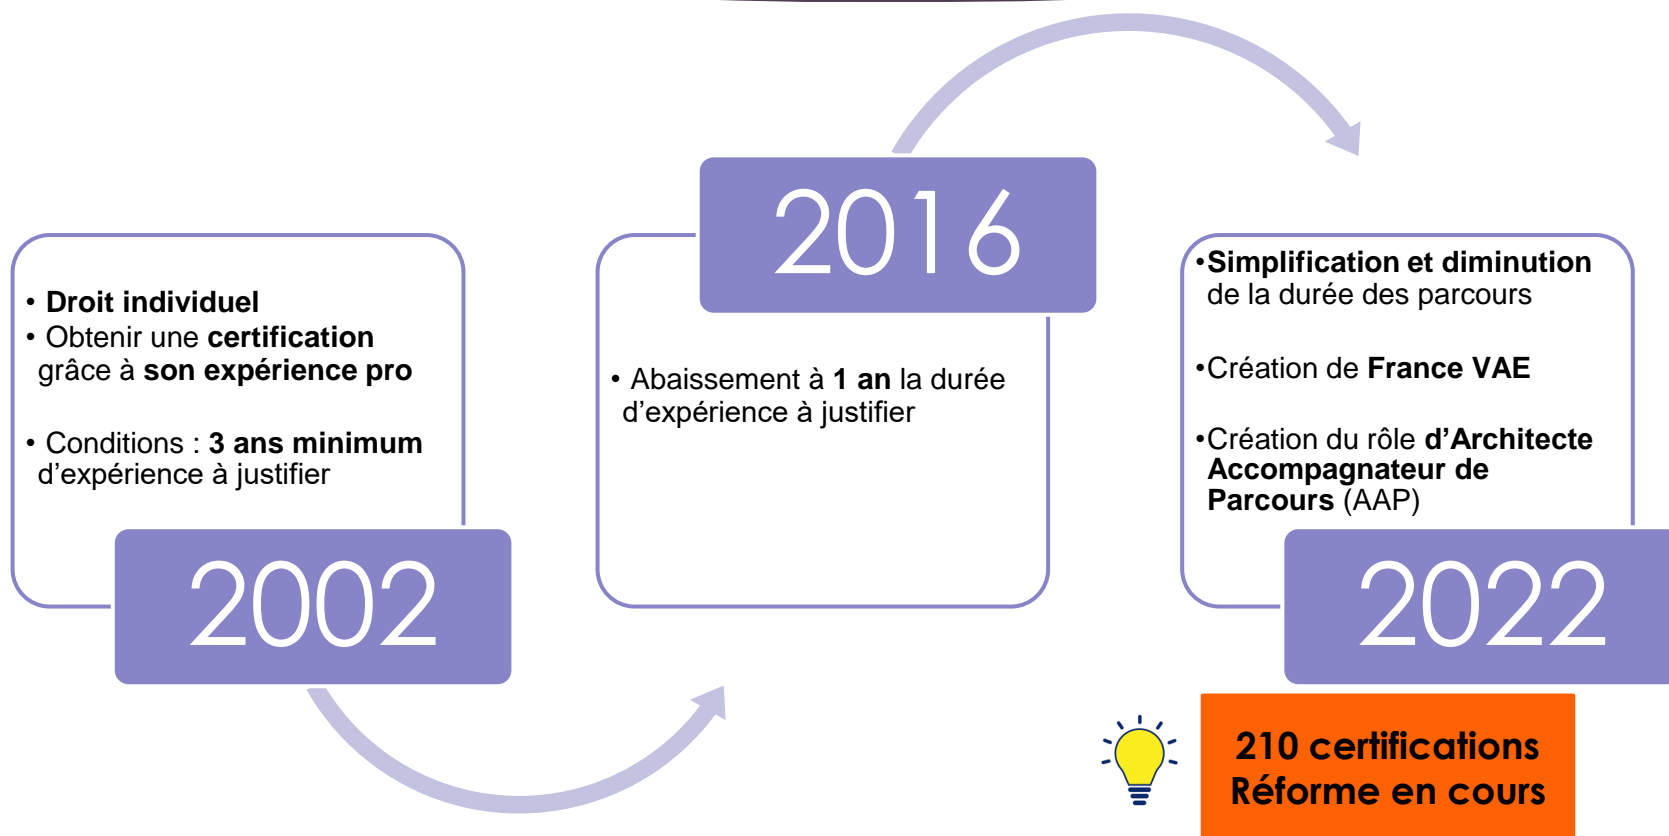 • Droit individuel
• Obtenir une certification
grâce à son expérience pro
• Conditions : 3 ans minimum
d’expérience à justifier
2002
2016
• Abaissement à 1 an la durée
d’expérience à justifier
•Simplification et diminution
de la durée des parcours
•Création de France VAE
•Création du rôle d’Architecte
Accompagnateur de
Parcours (AAP)
2022
210 certifications
Réforme en cours